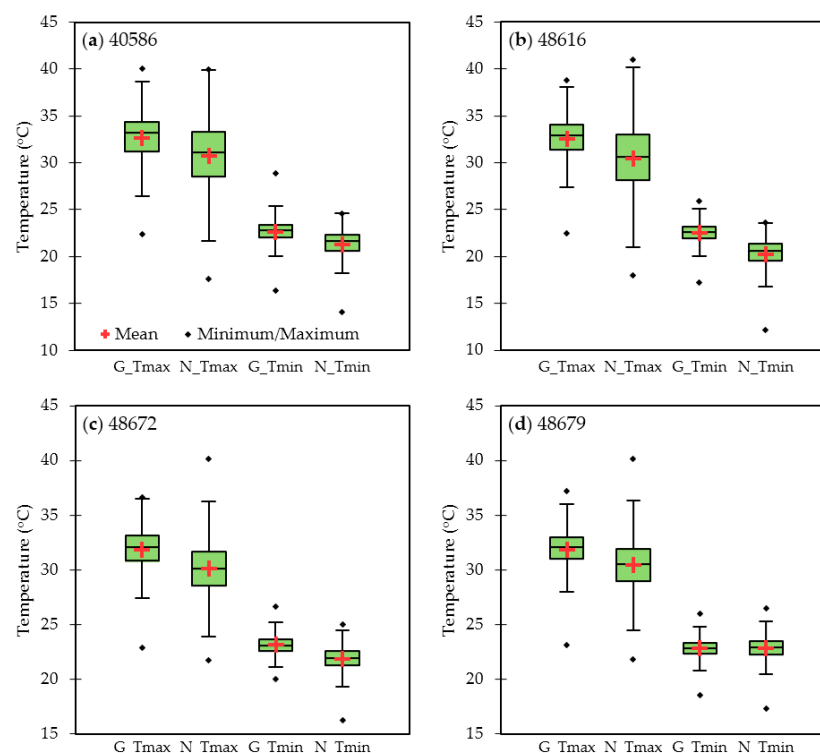 (a) 40586
45
40
35
30
25
20
15
10
Temperature (°C)
Mean
Minimum/Maximum
G_Tmax N_Tmax G_Tmin N_Tmin
(b) 48616
45
40
35
30
25
20
15
10
Temperature (°C)
G_Tmax N_Tmax G_Tmin N_Tmin
(c) 48672
45
40
35
30
25
20
15
Temperature (°C)
G_Tmax N_Tmax G_Tmin N_Tmin
(d) 48679
45
40
35
30
25
20
15
Temperature (°C)
G_Tmax N_Tmax G_Tmin N_Tmin